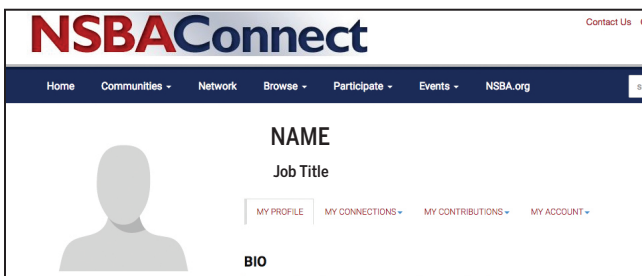 NSBAConnect
Contact Us
Home Communities Network Browse Participate Events NSBA.org
NAME
Job Title
MY PROFILE MY CONNECTIONS MY CONTRIBUTIONS MY ACCOUNT
BIO